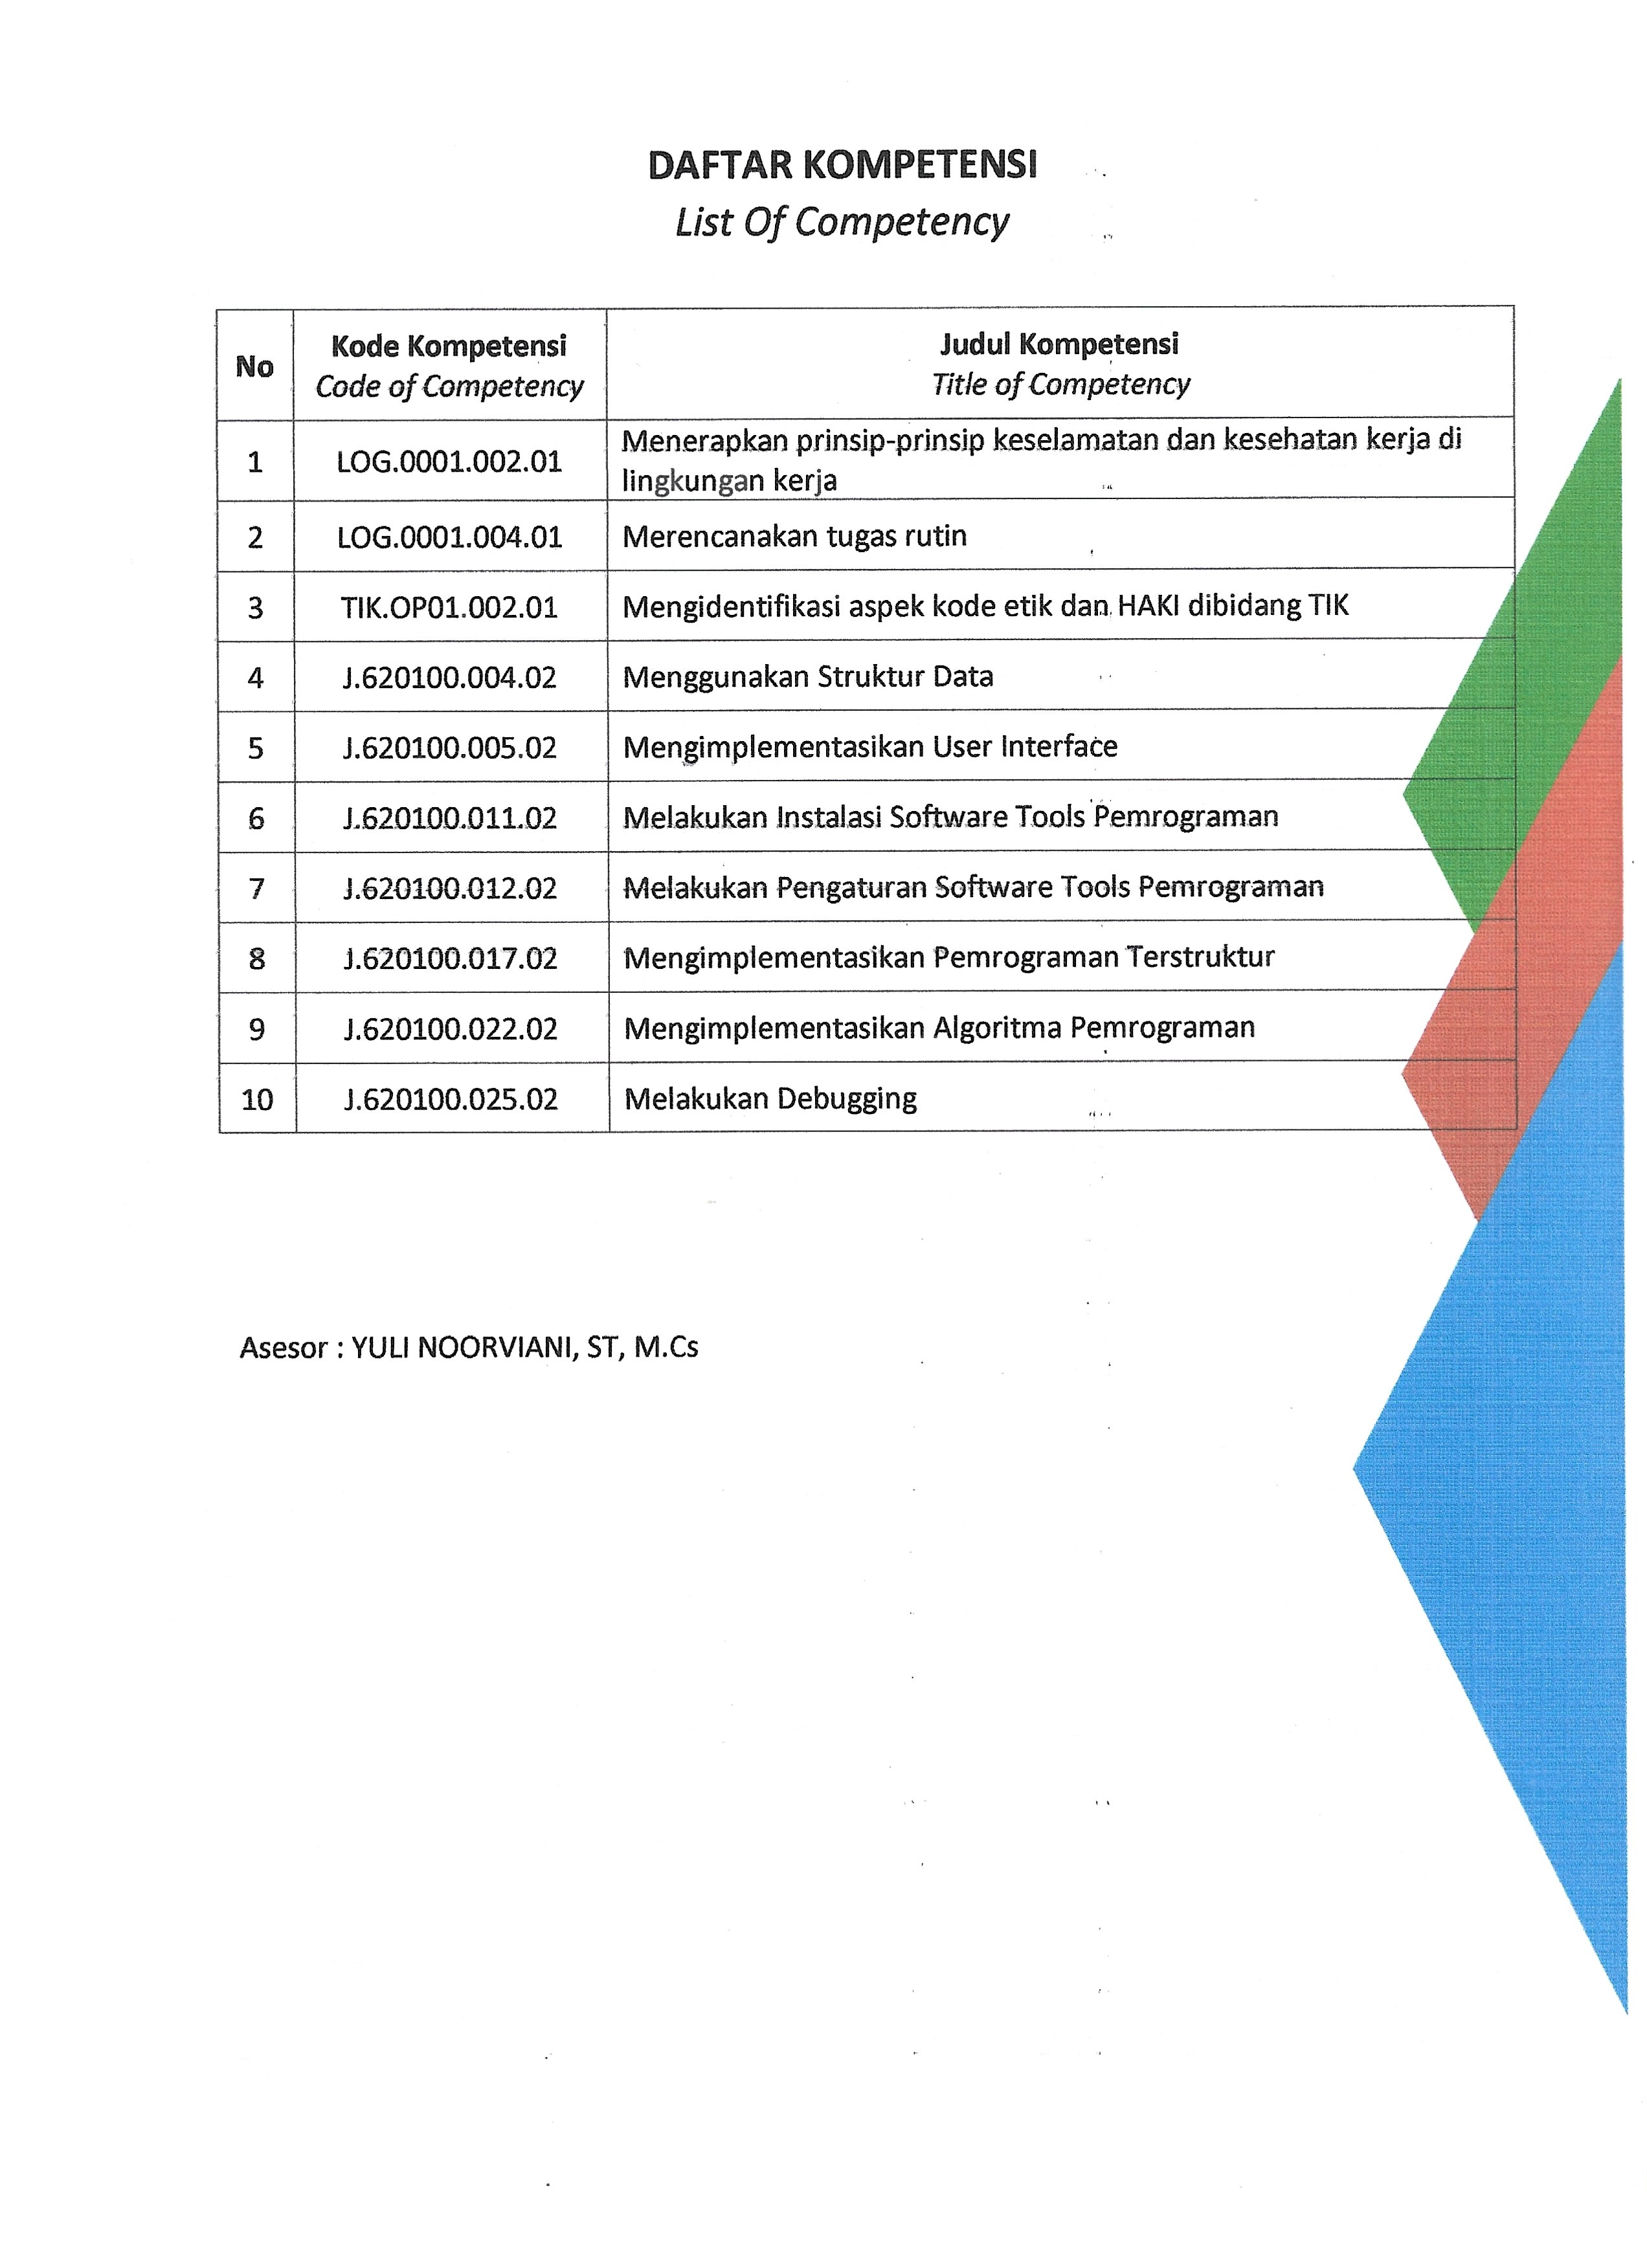 DAFTAR KOMPETENSI
List Of Competency
No
Kode Kompetensi
Code of Competency
Judul Kompetensi
Title of Competency
1 LOG.0001.002.01 Menerapkan prinsip-prinsip keselamatan dan kesehatan kerja di
lingkungan kerja
2 LOG.0001.004.01 Merencanakan tugas rutin
3 TIK.OP01.002.01 Mengidentifikasi aspek kode etik dan HAKI dibidang TIK
4 J.620100.004.02 Menggunakan Struktur Data
5 J.620100.005.02 Mengimplementasikan User Interface
6 J.620100.011.02 Melakukan Instalasi Software Tools Pemrograman
7 J.620100.012.02 Melakukan Pengaturan Software Tools Pemrograman
8 J.620100.017.02 Mengimplementasikan Pemrograman Terstruktur
9 J.620100.022.02 Mengimplementasikan Algoritma Pemrograman
10 J.620100.025.02 Melakukan Debugging
Asesor : YULI NOORVIANI, ST, M.Cs